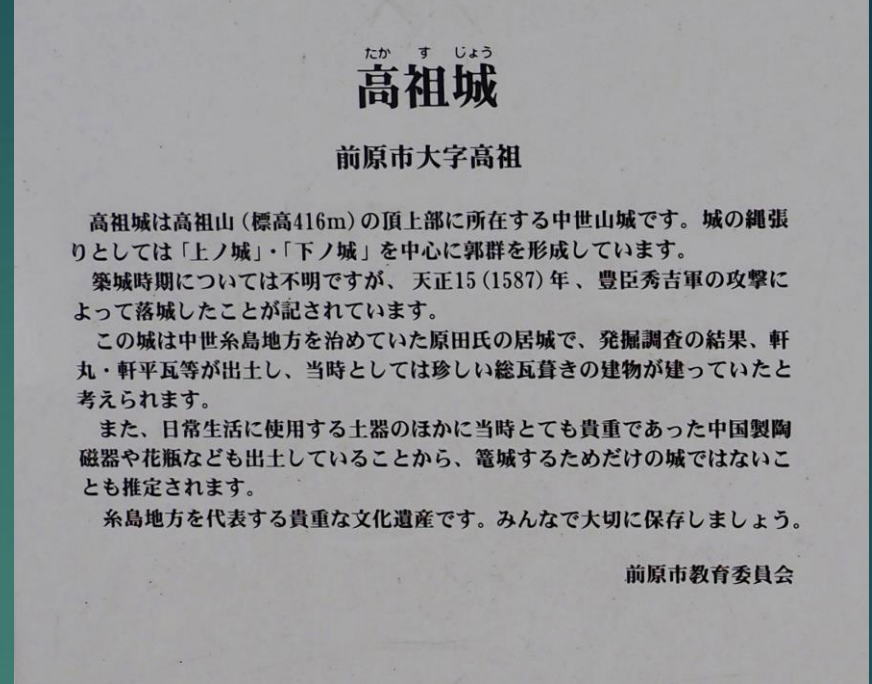 たかすじょう
高祖城
前原市大字高祖
高祖城は高祖山（標高416m）の頂上部に所在する中世山城です。城の縄張
りとしては「上ノ城」・「下ノ城」を中心に郭群を形成しています。
築城時期については不明ですが、天正15(1587)年、豊臣秀吉軍の攻撃に
よって落城したことが記されています。
この城は中世糸島地方を治めていた原田氏の居城で、発掘調査の結果、軒
丸・軒平瓦等が出土し、当時としては珍しい総瓦葺きの建物が建っていたと
考えられます。
また、日常生活に使用する土器のほかに当時とても貴重であった中国製陶
磁器や花瓶なども出土していることから、篭城するためだけの城ではないこ
とも推定されます。
糸島地方を代表する貴重な文化遺産です。みんなで大切に保存しましょう。
前原市教育委員会